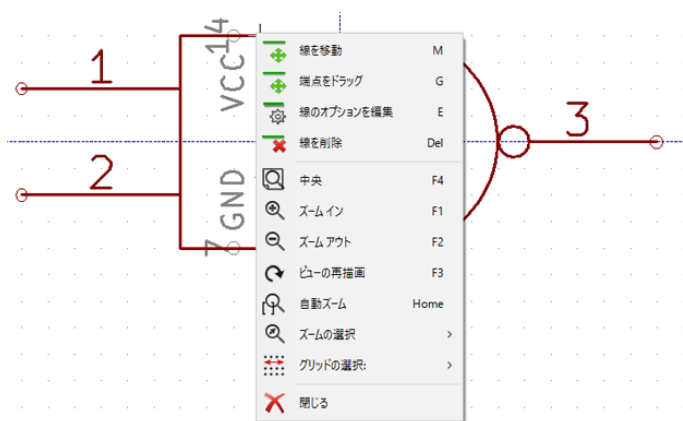 14
VCC
1
2
GND
7
3
線を移動 M
端点をドラッグ G
線のオプションを編集 E
線を削除 Del
中央 F4
ズーム イン F1
ズーム アウト F2
ビューの再描画 F3
自動ズーム Home
ズームの選択 >
グリッドの選択: >
閉じる